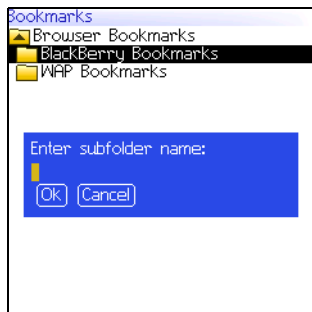 Bookmarks
Browser Bookmarks
BlackBerry Bookmarks
WAP Bookmarks
Enter subfolder name:
Ok Cancel